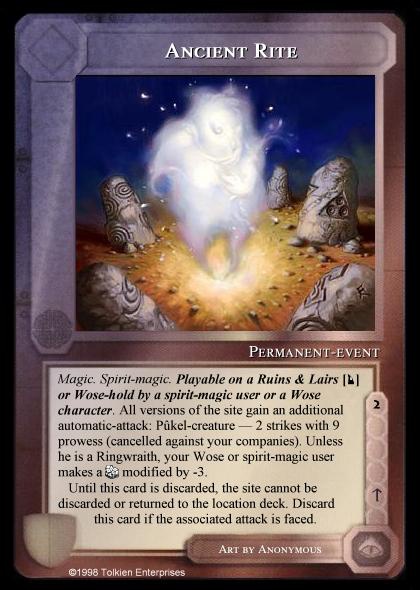 ANCIENT RITE
PERMANENT-EVENT
Magic. Spirit-magic. Playable on a Ruins & Lairs []
or Wose-hold by a spirit-magic user or a Wose
character. All versions of the site gain an additional
automatic-attack: Pûkel-creature — 2 strikes with 9
prowess (cancelled against your companies). Unless
he is a Ringwraith, your Wose or spirit-magic user
makes a modified by -3.
Until this card is discarded, the site cannot be
discarded or returned to the location deck. Discard
this card if the associated attack is faced.
2
ART BY ANONYMOUS
©1998 Tolkien Enterprises